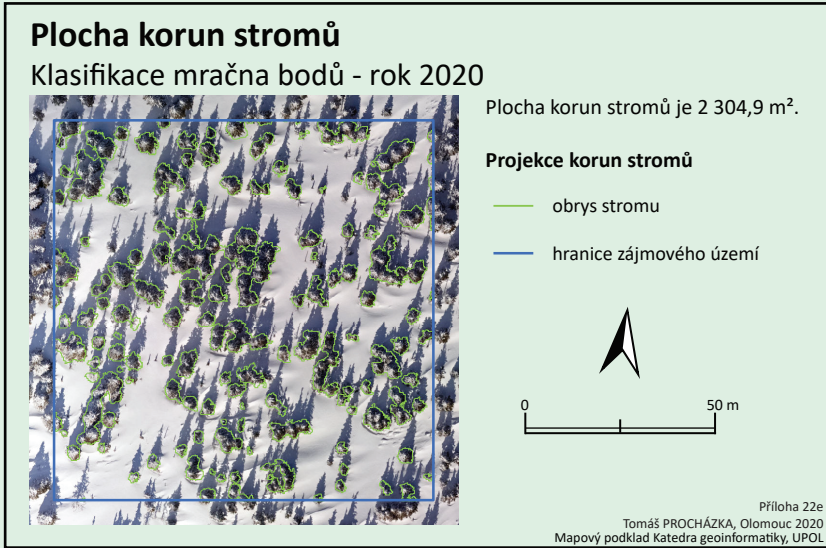 Plocha korun stromů
Klasifikace mračna bodů - rok 2020
Plocha korun stromů je 2 304,9 m².
Projekce korun stromů
obrys stromu
hranice zájmového území
0 50 m
Příloha 22e
Tomáš PROCHÁZKA, Olomouc 2020
Mapový podklad Katedra geoinformatiky, UPOL